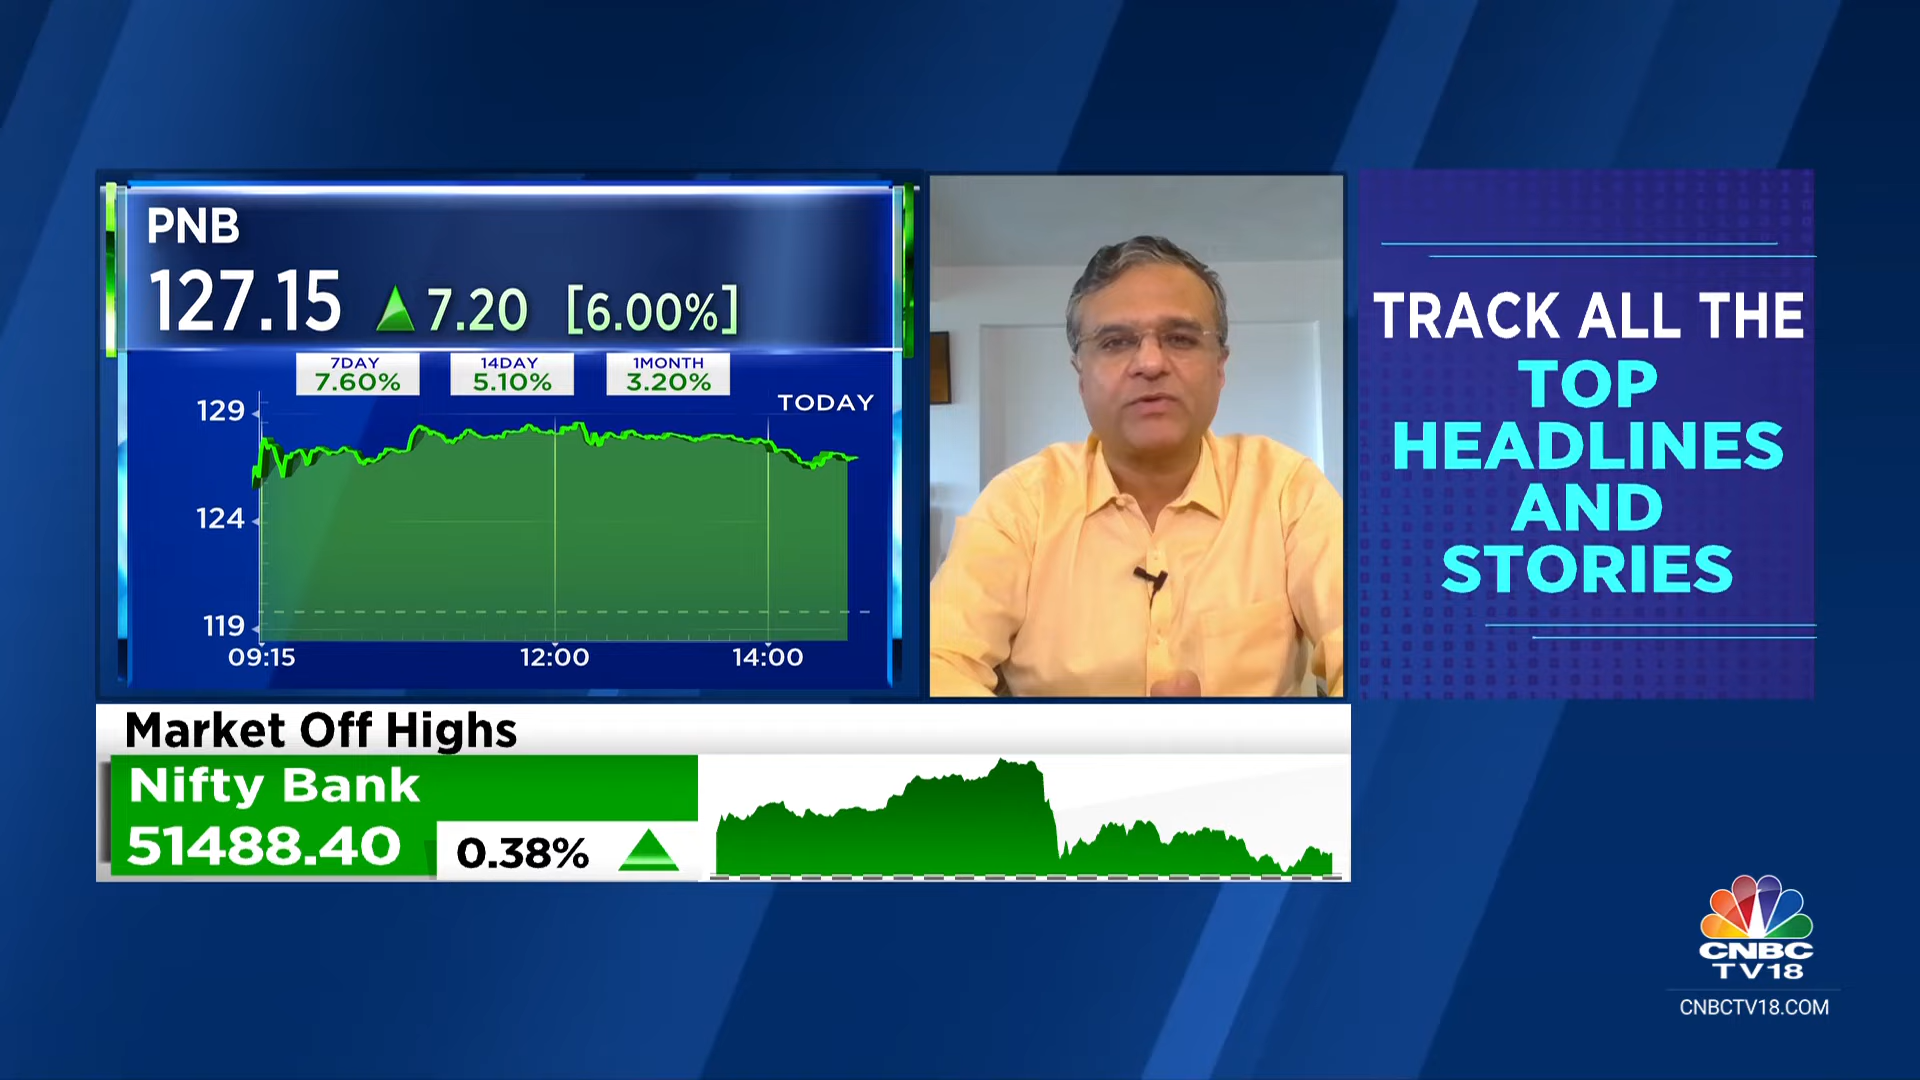 PNB
127.15 ▲ 7.20 [6.00%]
7DAY 14DAY 1MONTH
7.60% 5.10% 3.20%
TODAY
129
124
119
09:15 12:00 14:00
TRACK ALL THE
TOP
HEADLINES
AND
STORIES
Market Off Highs
Nifty Bank
51488.40 0.38%
CNBC
TV18
CNBCTV18.COM